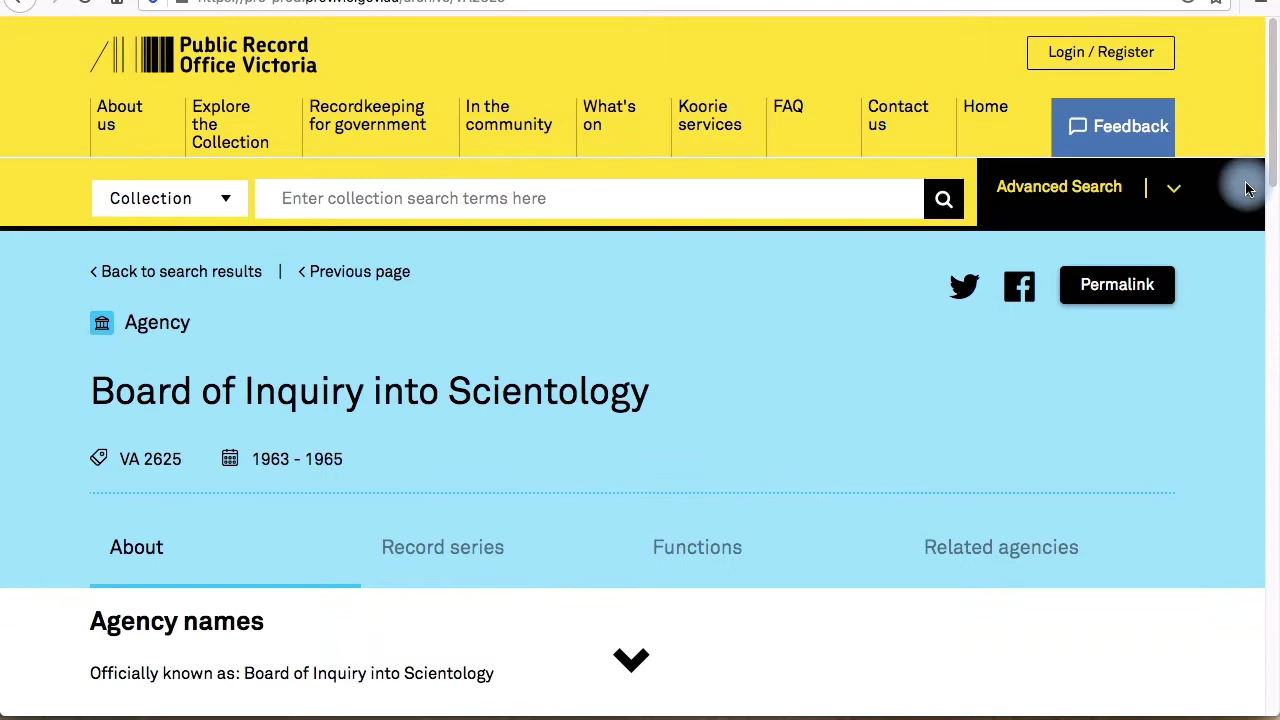 Public Record
Office Victoria
Login / Register
About us
Explore the Collection
Recordkeeping for government
In the community
What's on
Koorie services
FAQ
Contact us
Home
Feedback
Collection
Enter collection search terms here
Advanced Search
Back to search results | Previous page
Permalink
Agency
Board of Inquiry into Scientology
VA 2625
1963 - 1965
About
Record series
Functions
Related agencies
Agency names
Officially known as: Board of Inquiry into Scientology